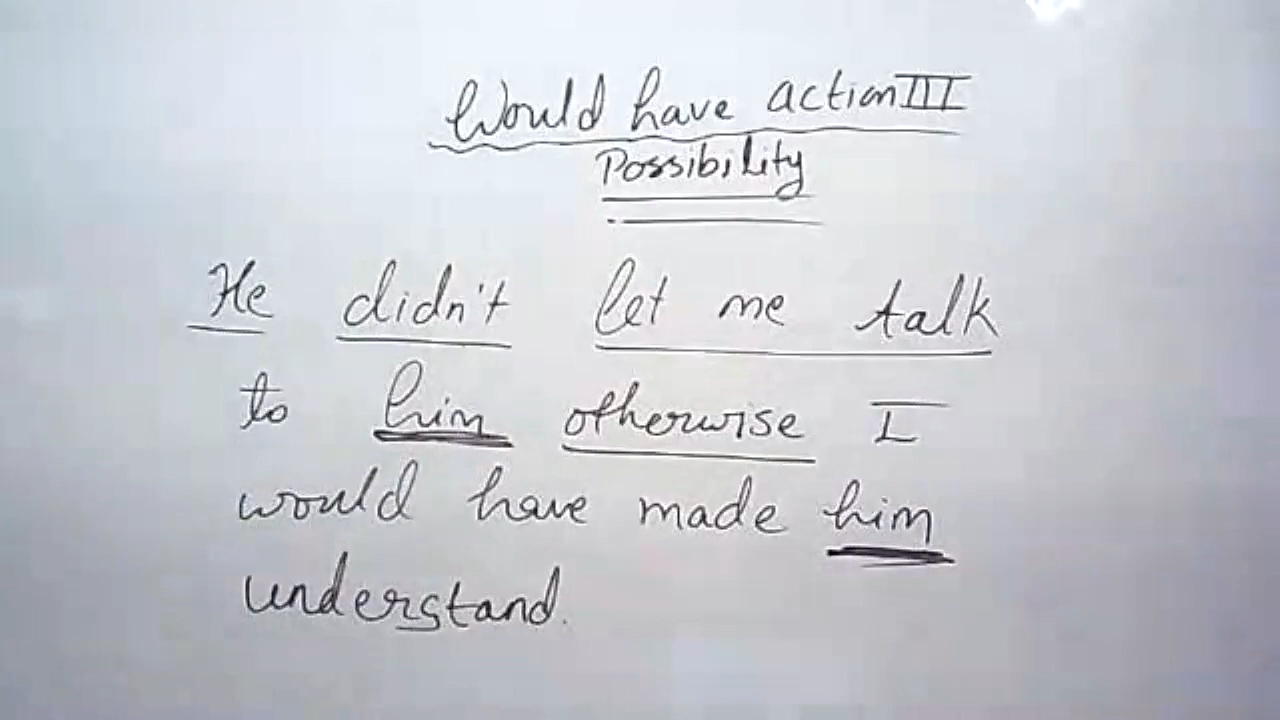 Would have action III
Possibility
He didn't let me talk
to him otherwise I
would have made him
understand.